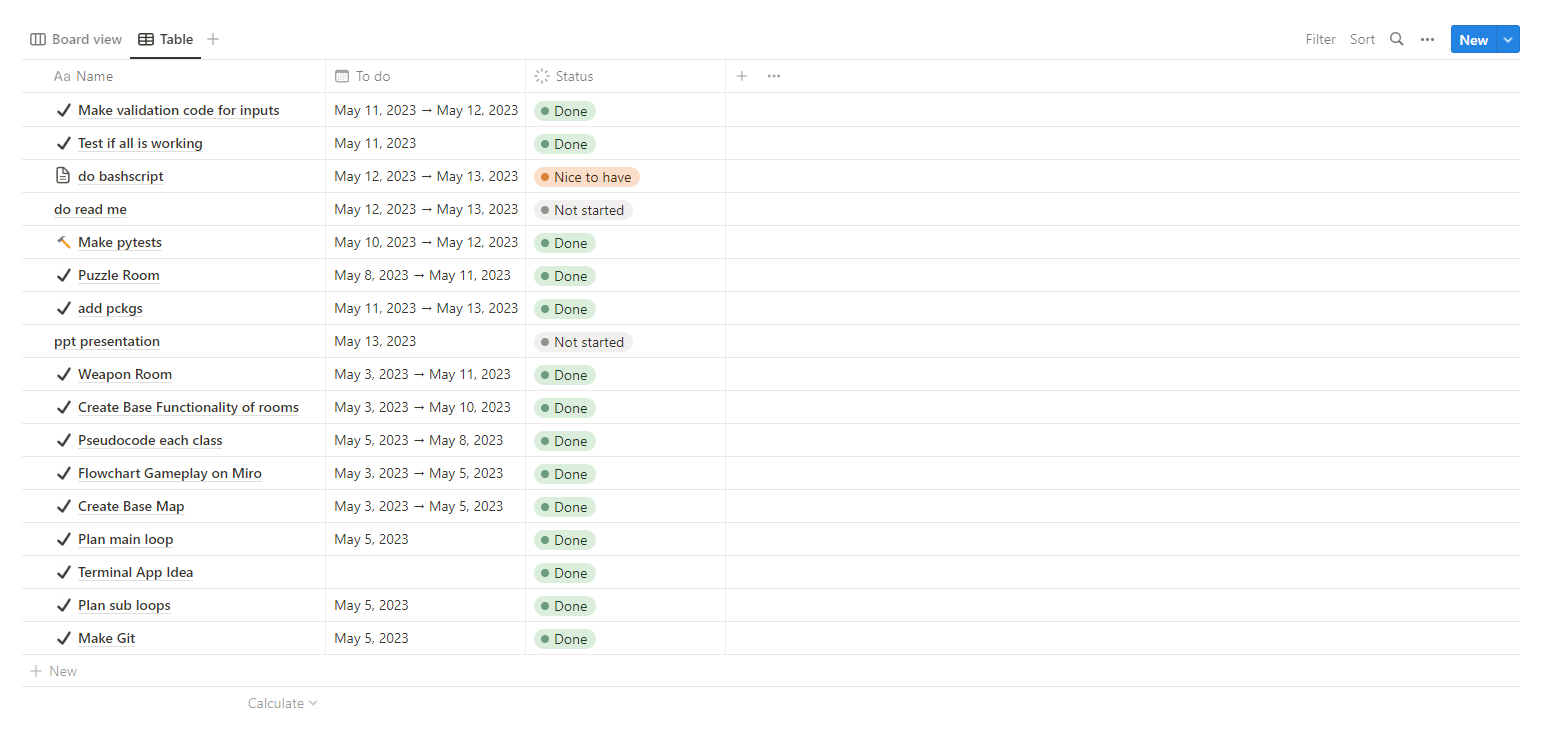 Board view Table Filter Sort New
Aa Name To do Status
Make validation code for inputs May 11, 2023 → May 12, 2023 Done
Test if all is working May 11, 2023 Done
do bashscript May 12, 2023 → May 13, 2023 Nice to have
do read me May 12, 2023 → May 13, 2023 Not started
Make pytests May 10, 2023 → May 12, 2023 Done
Puzzle Room May 8, 2023 → May 11, 2023 Done
add pckgs May 11, 2023 → May 13, 2023 Done
ppt presentation May 13, 2023 Not started
Weapon Room May 3, 2023 → May 11, 2023 Done
Create Base Functionality of rooms May 3, 2023 → May 10, 2023 Done
Pseudocode each class May 5, 2023 → May 8, 2023 Done
Flowchart Gameplay on Miro May 3, 2023 → May 5, 2023 Done
Create Base Map May 3, 2023 → May 5, 2023 Done
Plan main loop May 5, 2023 Done
Terminal App Idea Done
Plan sub loops May 5, 2023 Done
Make Git May 5, 2023 Done
New
Calculate